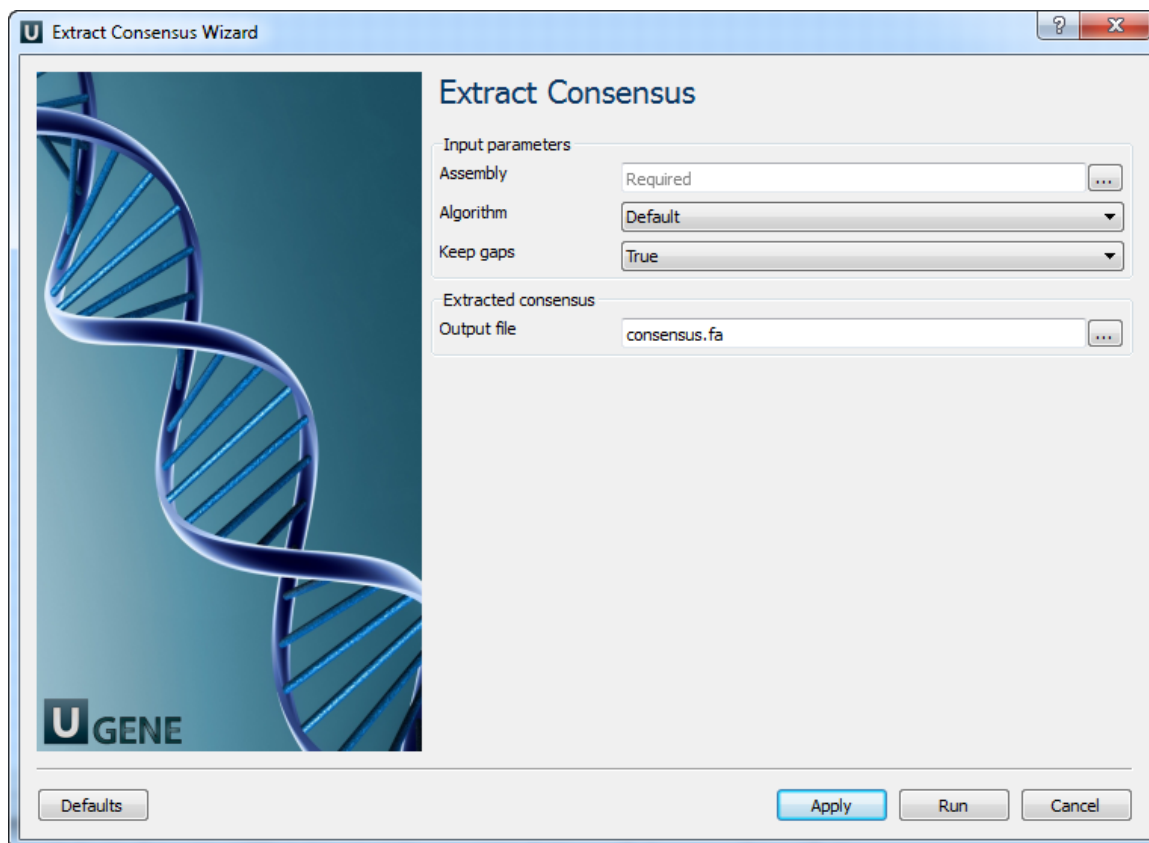 Extract Consensus Wizard
Extract Consensus
Input parameters
Assembly
Required
...
Algorithm
Default
Keep gaps
True
Extracted consensus
Output file
consensus.fa
...
U GENE
Defaults
Apply
Run
Cancel